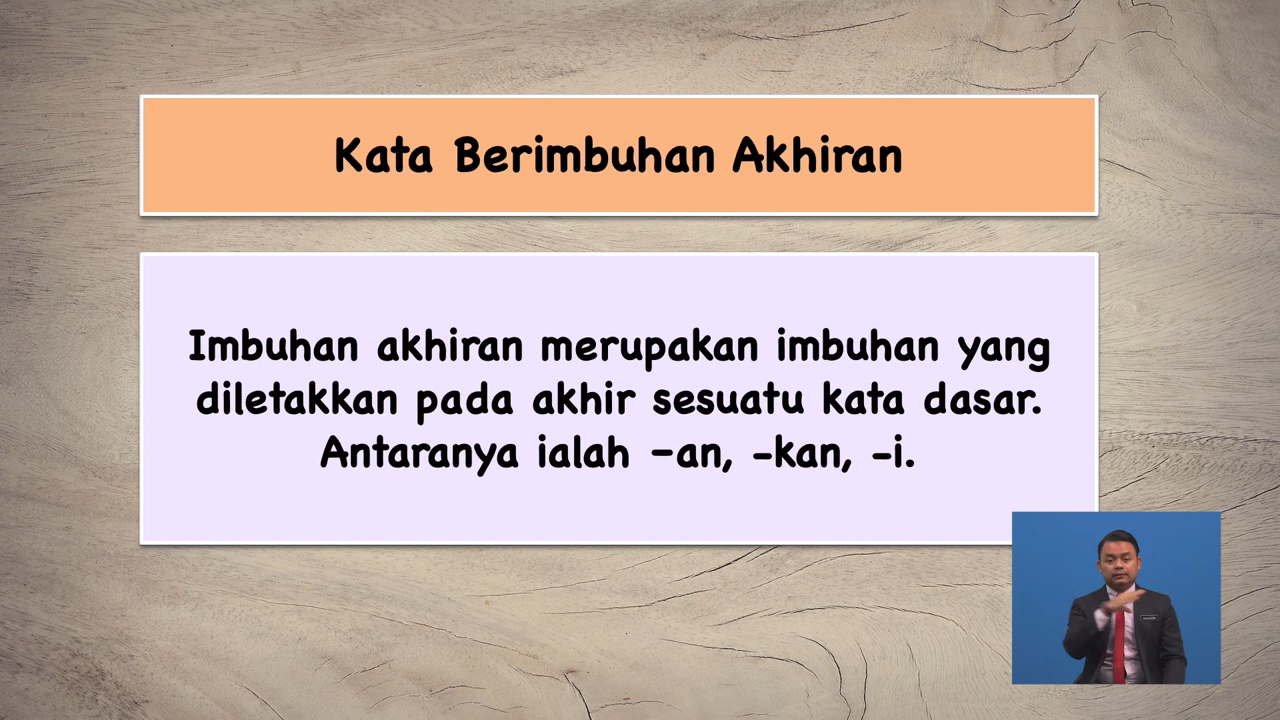 Kata Berimbuhan Akhiran
Imbuhan akhiran merupakan imbuhan yang
diletakkan pada akhir sesuatu kata dasar.
Antaranya ialah –an, -kan, -i.